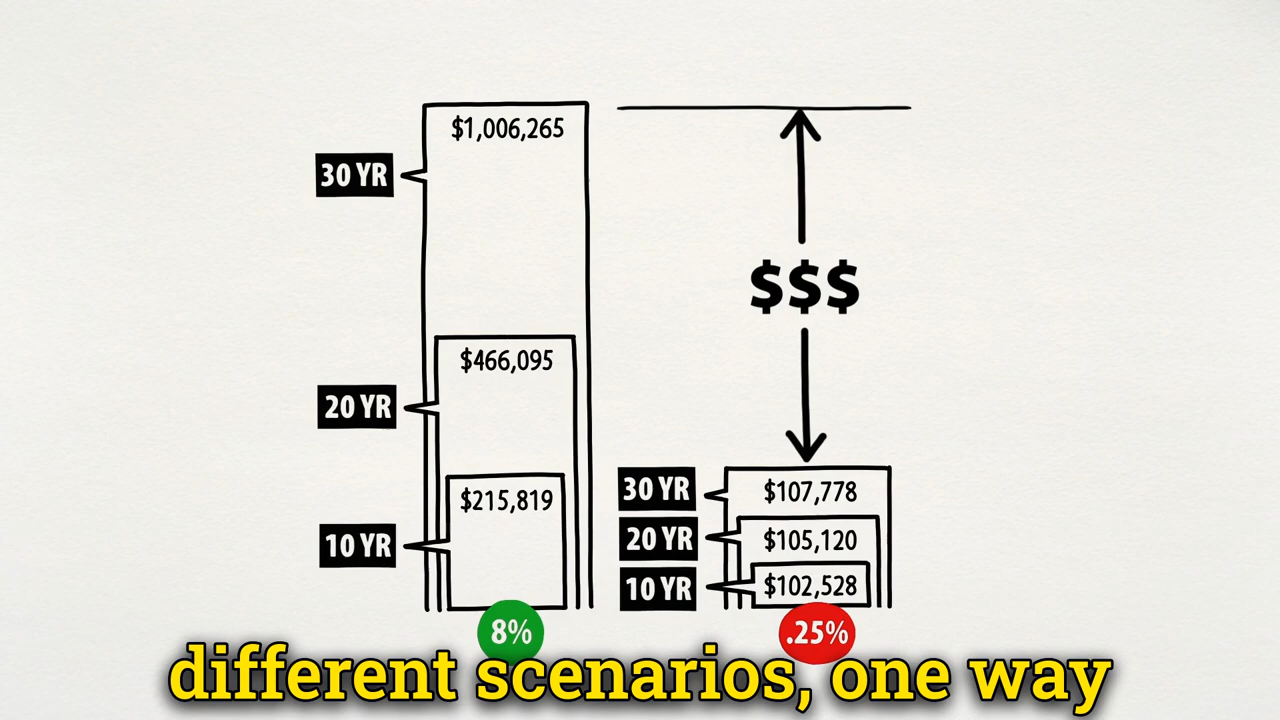 $1,006,265
30 YR
$$$
$466,095
20 YR
$215,819
10 YR
30 YR
$107,778
20 YR
$105,120
10 YR
$102,528
8%
.25%
different scenarios, one way